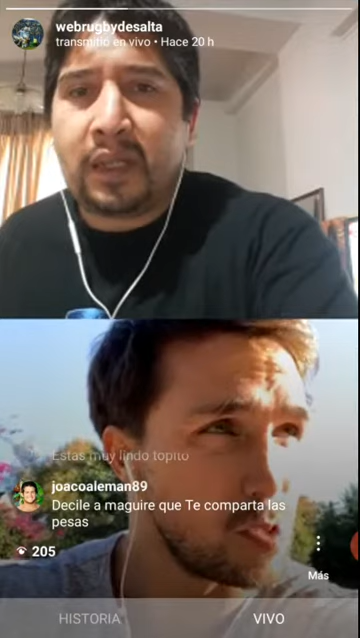 webrugbydesalta
transmitió en vivo • Hace 20 h
Estas muy lindo topito
joacoaleman89
Decile a maguire que Te comparta las
pesas
205
Más
HISTORIA
VIVO